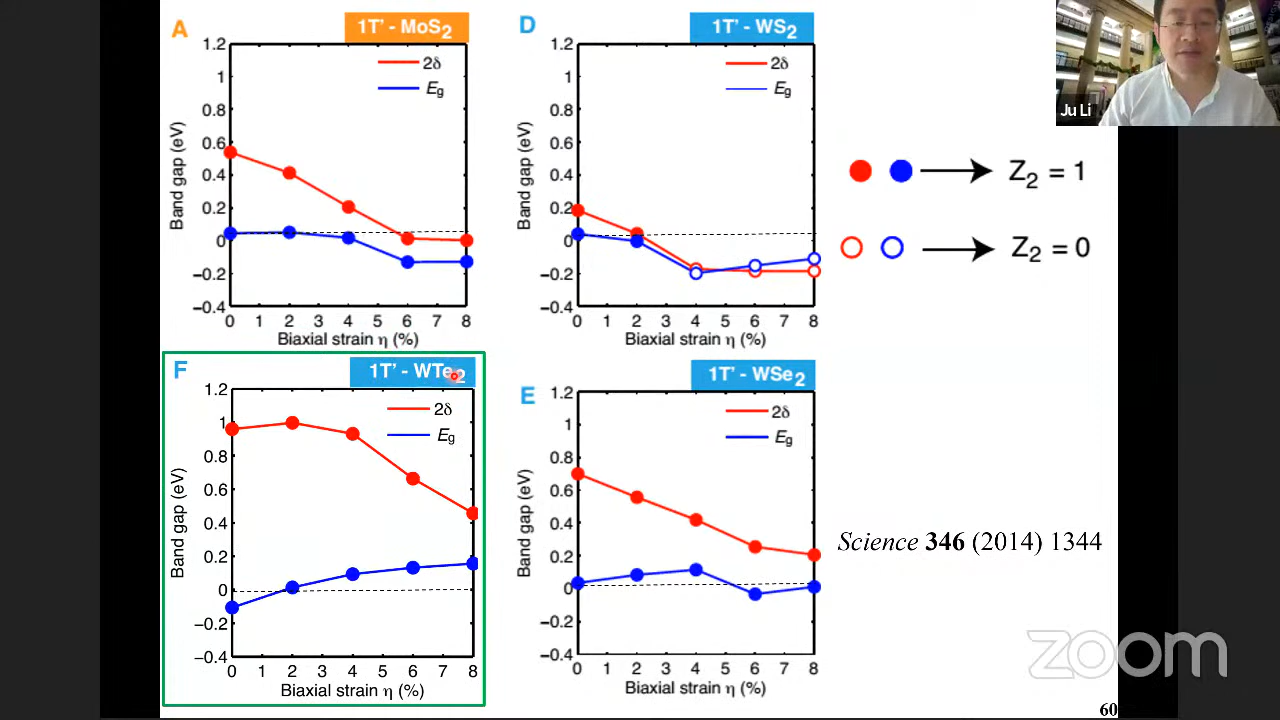 A
1T' - MoS2
1.2
1
0.8
0.6
0.4
0.2
0
−0.2
−0.4
Band gap (eV)
2δ
Eg
0 1 2 3 4 5 6 7 8
Biaxial strain η (%)
D
1T' - WS2
1.2
1
0.8
0.6
0.4
0.2
0
−0.2
−0.4
Band gap (eV)
2δ
Eg
0 1 2 3 4 5 6 7 8
Biaxial strain η (%)
Ju Li
Z2 = 1
Z2 = 0
F
1T' - WTe2
1.2
1
0.8
0.6
0.4
0.2
0
−0.2
−0.4
Band gap (eV)
2δ
Eg
0 1 2 3 4 5 6 7 8
Biaxial strain η (%)
E
1T' - WSe2
1.2
1
0.8
0.6
0.4
0.2
0
−0.2
−0.4
Band gap (eV)
2δ
Eg
0 1 2 3 4 5 6 7 8
Biaxial strain η (%)
Science 346 (2014) 1344
zoom
60